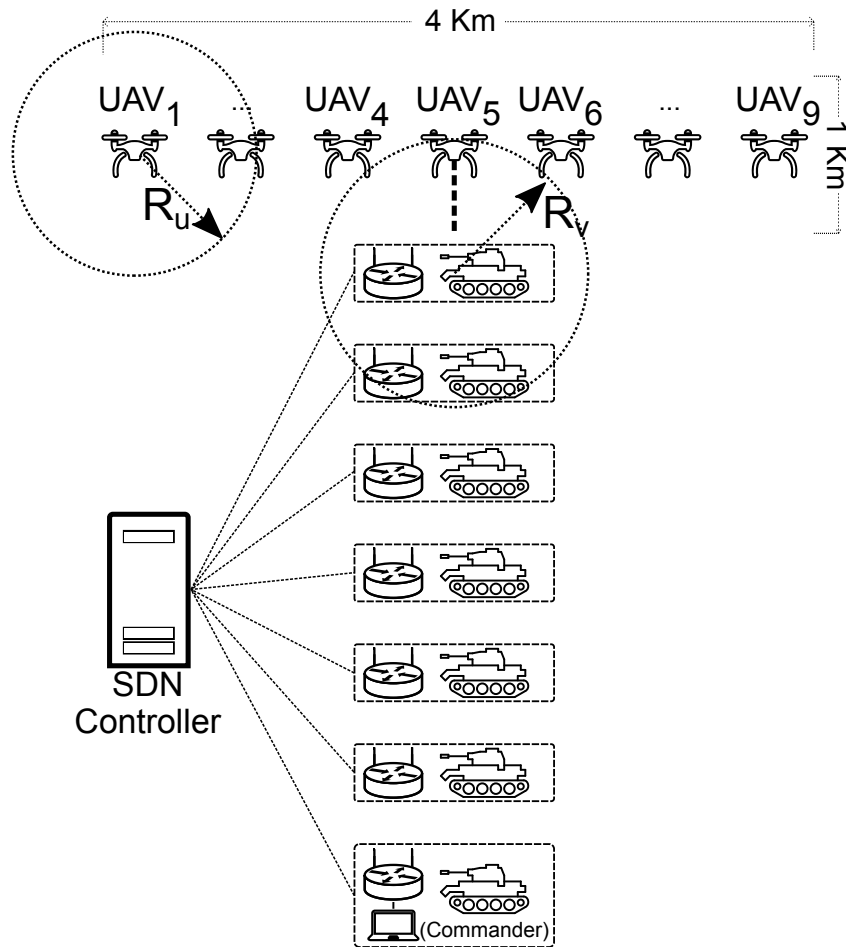 4 Km
UAV1 ... UAV4 UAV5 UAV6 ... UAV9
1 Km
Ru
Rv
SDN
Controller
(Commander)